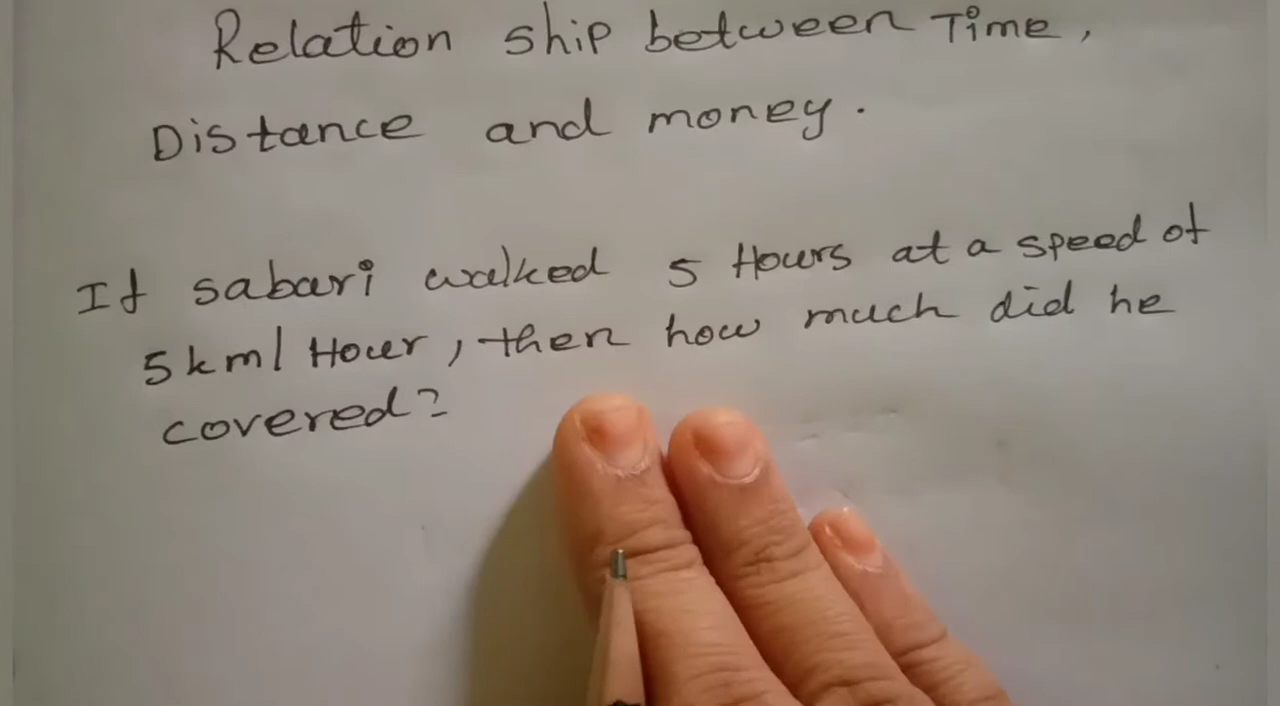 Relation ship between Time,
Distance and money.
If sabari walked 5 Hours at a speed of
5km/Hour, then how much did he
covered?